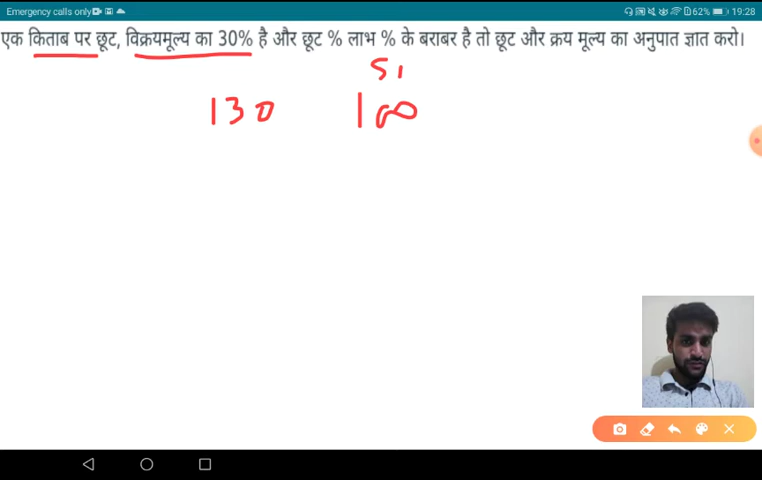 Emergency calls only 62% 19:28
एक किताब पर छूट, विक्रयमूल्य का 30% है और छूट % लाभ % के बराबर है तो छूट और क्रय मूल्य का अनुपात ज्ञात करो।
130 100